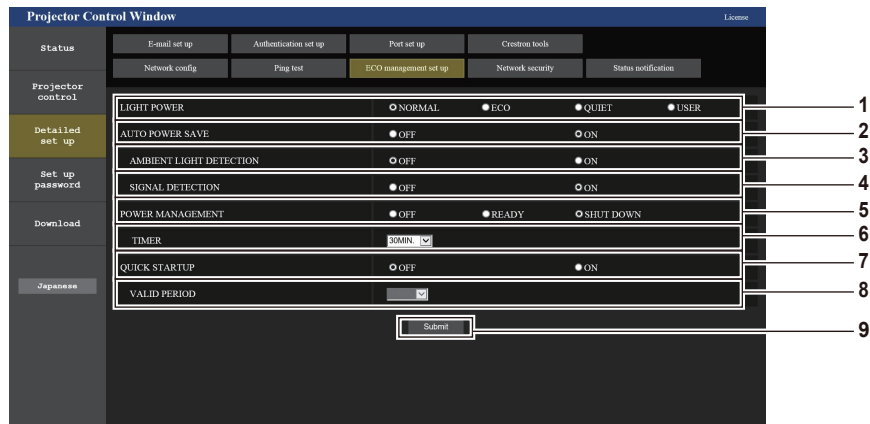 Projector Control Window
License
Status
E-mail set up
Authentication set up
Port set up
Crestron tools
Network config
Ping test
ECO management set up
Network security
Status notification
Projector
control
Detailed
set up
Set up
password
Download
Japanese
LIGHT POWER NORMAL ECO QUIET USER 1
AUTO POWER SAVE OFF ON 2
AMBIENT LIGHT DETECTION OFF ON 3
SIGNAL DETECTION OFF ON 4
POWER MANAGEMENT OFF READY SHUT DOWN 5
TIMER 30MIN. 6
QUICK STARTUP OFF ON 7
VALID PERIOD 8
Submit 9